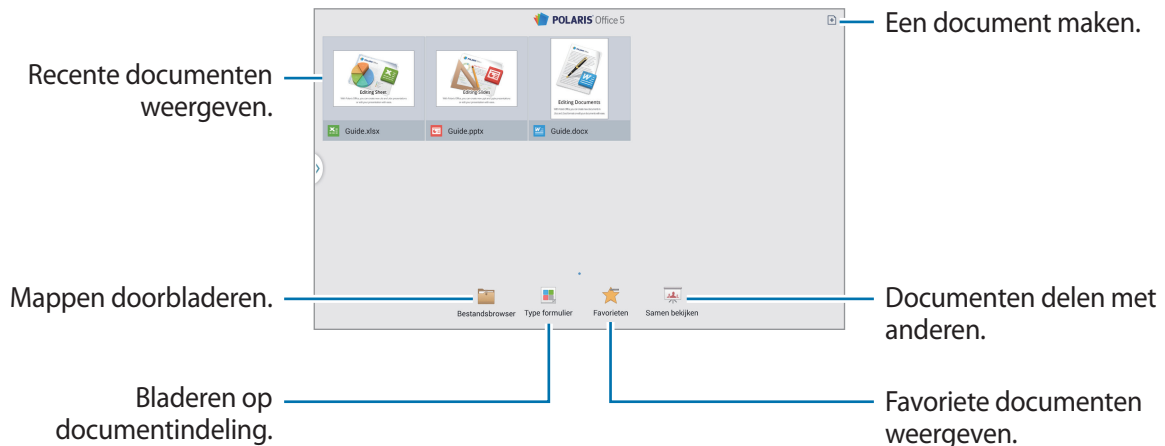 POLARIS Office 5
Een document maken.
Recente documenten
weergeven.
Editing Sheet
Editing Slides
Editing Documents
Guide.xlsx
Guide.pptx
Guide.docx
Mappen doorbladeren.
Bestandsbrowser
Type formulier
Favorieten
Samen bekijken
Documenten delen met
anderen.
Bladeren op
documentindeling.
Favoriete documenten
weergeven.